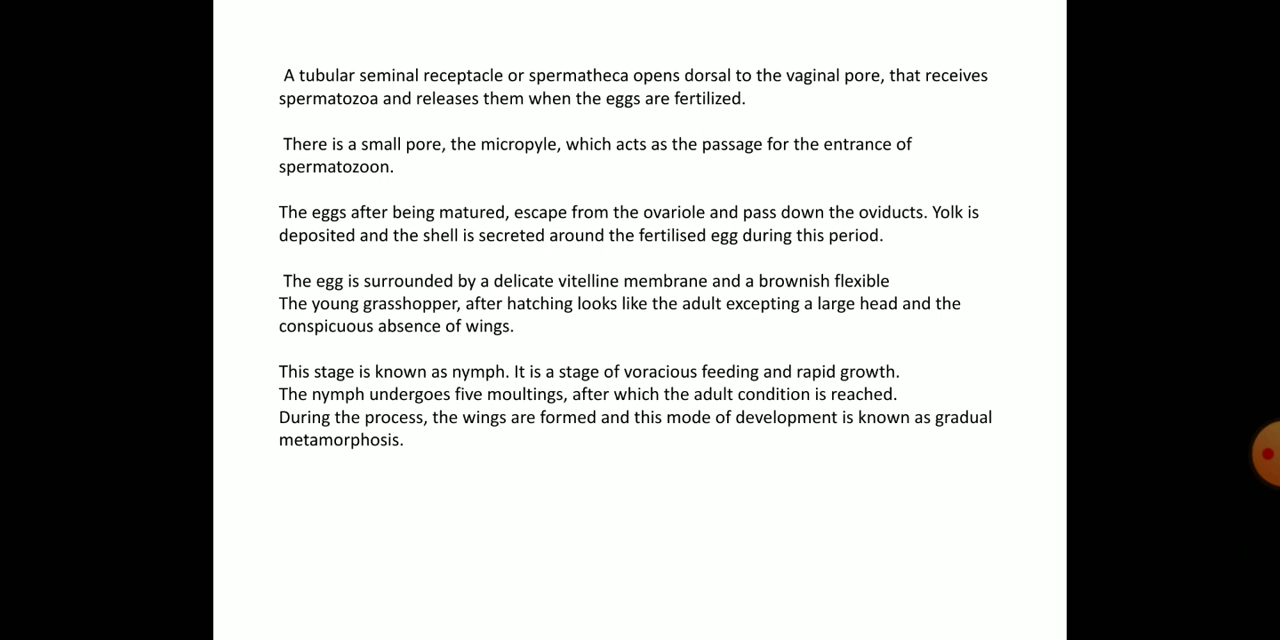 A tubular seminal receptacle or spermatheca opens dorsal to the vaginal pore, that receives
spermatozoa and releases them when the eggs are fertilized.
There is a small pore, the micropyle, which acts as the passage for the entrance of
spermatozoon.
The eggs after being matured, escape from the ovariole and pass down the oviducts. Yolk is
deposited and the shell is secreted around the fertilised egg during this period.
The egg is surrounded by a delicate vitelline membrane and a brownish flexible
The young grasshopper, after hatching looks like the adult excepting a large head and the
conspicuous absence of wings.
This stage is known as nymph. It is a stage of voracious feeding and rapid growth.
The nymph undergoes five moultings, after which the adult condition is reached.
During the process, the wings are formed and this mode of development is known as gradual
metamorphosis.